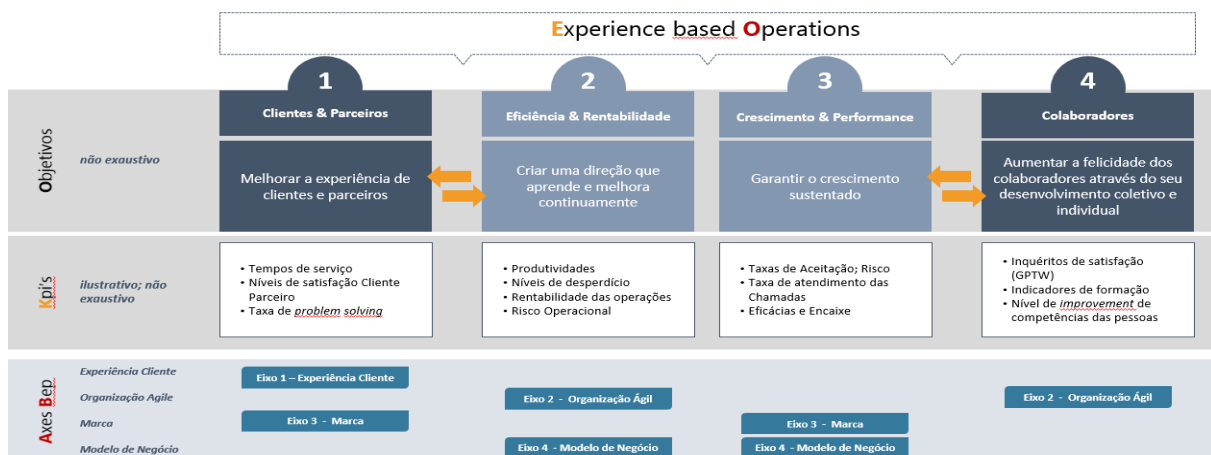 Experience based Operations
1
2
3
4
Objetivos
não exaustivo
Clientes & Parceiros
Melhorar a experiência de
clientes e parceiros
Eficiência & Rentabilidade
Criar uma direção que
aprende e melhora
continuamente
Crescimento & Performance
Garantir o crescimento
sustentado
Colaboradores
Aumentar a felicidade dos
colaboradores através do seu
desenvolvimento coletivo e
individual
Kpi's
ilustrativo; não
exaustivo
• Tempos de serviço
• Níveis de satisfação Cliente
Parceiro
• Taxa de problem solving
• Produtividades
• Níveis de desperdício
• Rentabilidade das operações
• Risco Operacional
• Taxas de Aceitação; Risco
• Taxa de atendimento das
Chamadas
• Eficácias e Encaixe
• Inquéritos de satisfação
(GPTW)
• Indicadores de formação
• Nível de improvement de
competências das pessoas
Axes Bep
Experiência Cliente
Eixo 1 – Experiência Cliente
Organização Agile
Eixo 2 - Organização Ágil
Eixo 2 - Organização Ágil
Marca
Eixo 3 - Marca
Eixo 3 - Marca
Modelo de Negócio
Eixo 4 - Modelo de Negócio
Eixo 4 - Modelo de Negócio